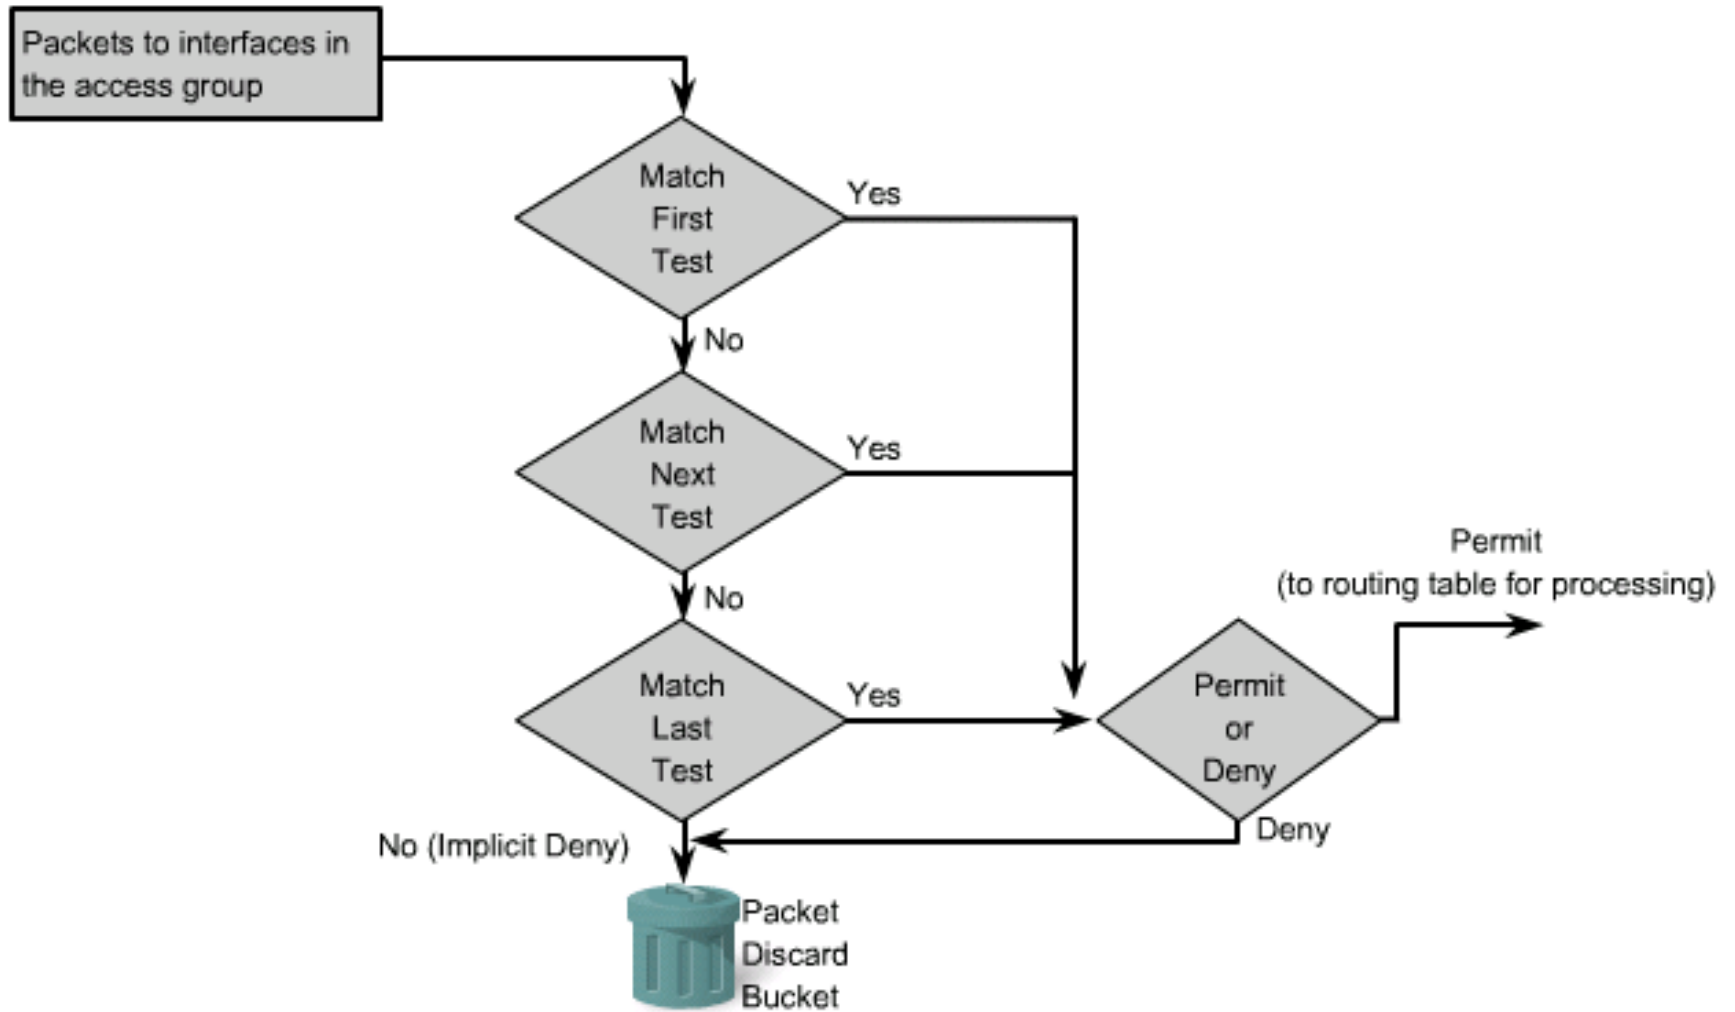 Packets to interfaces in
the access group
Match
First
Test
Yes
No
Match
Next
Test
Yes
No
Match
Last
Test
Yes
Permit
(to routing table for processing)
Permit
or
Deny
Deny
No (Implicit Deny)
Packet
Discard
Bucket